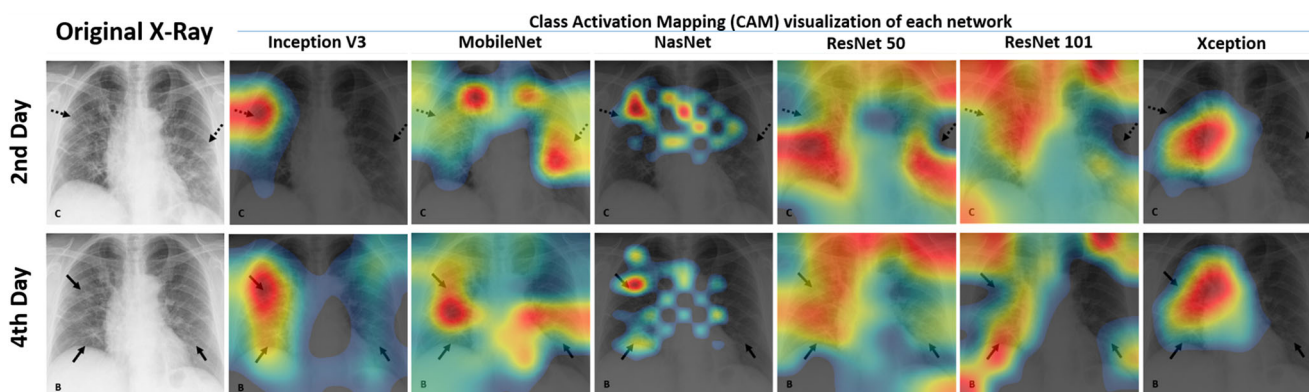 Class Activation Mapping (CAM) visualization of each network
Original X-Ray
Inception V3 MobileNet NasNet ResNet 50 ResNet 101 Xception
2nd Day
C C C C C C C
4th Day
B B B B B B B